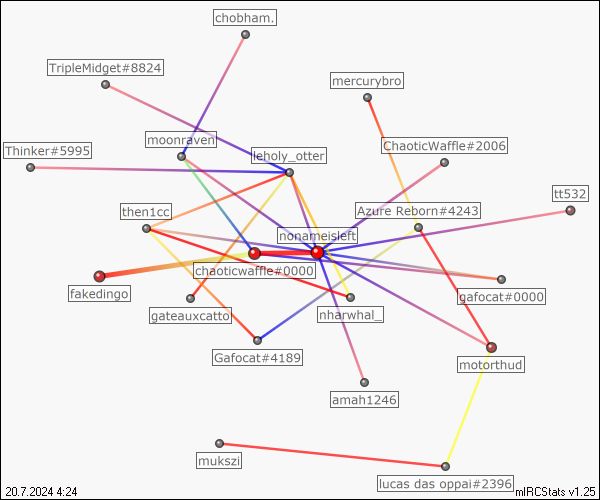 chobham.
TripleMidget#8824
mercurybro
moonraven
ChaoticWaffle#2006
Thinker#5995
leholy_otter
tt532
then1cc
Azure Reborn#4243
nonameisleft
chaoticwaffle#0000
fakedingo
gafocat#0000
gateauxcatto
nharwhal_
Gafocat#4189
motorthud
amah1246
mukszi
lucas das oppai#2396
20.7.2024 4:24
mIRCStats v1.25